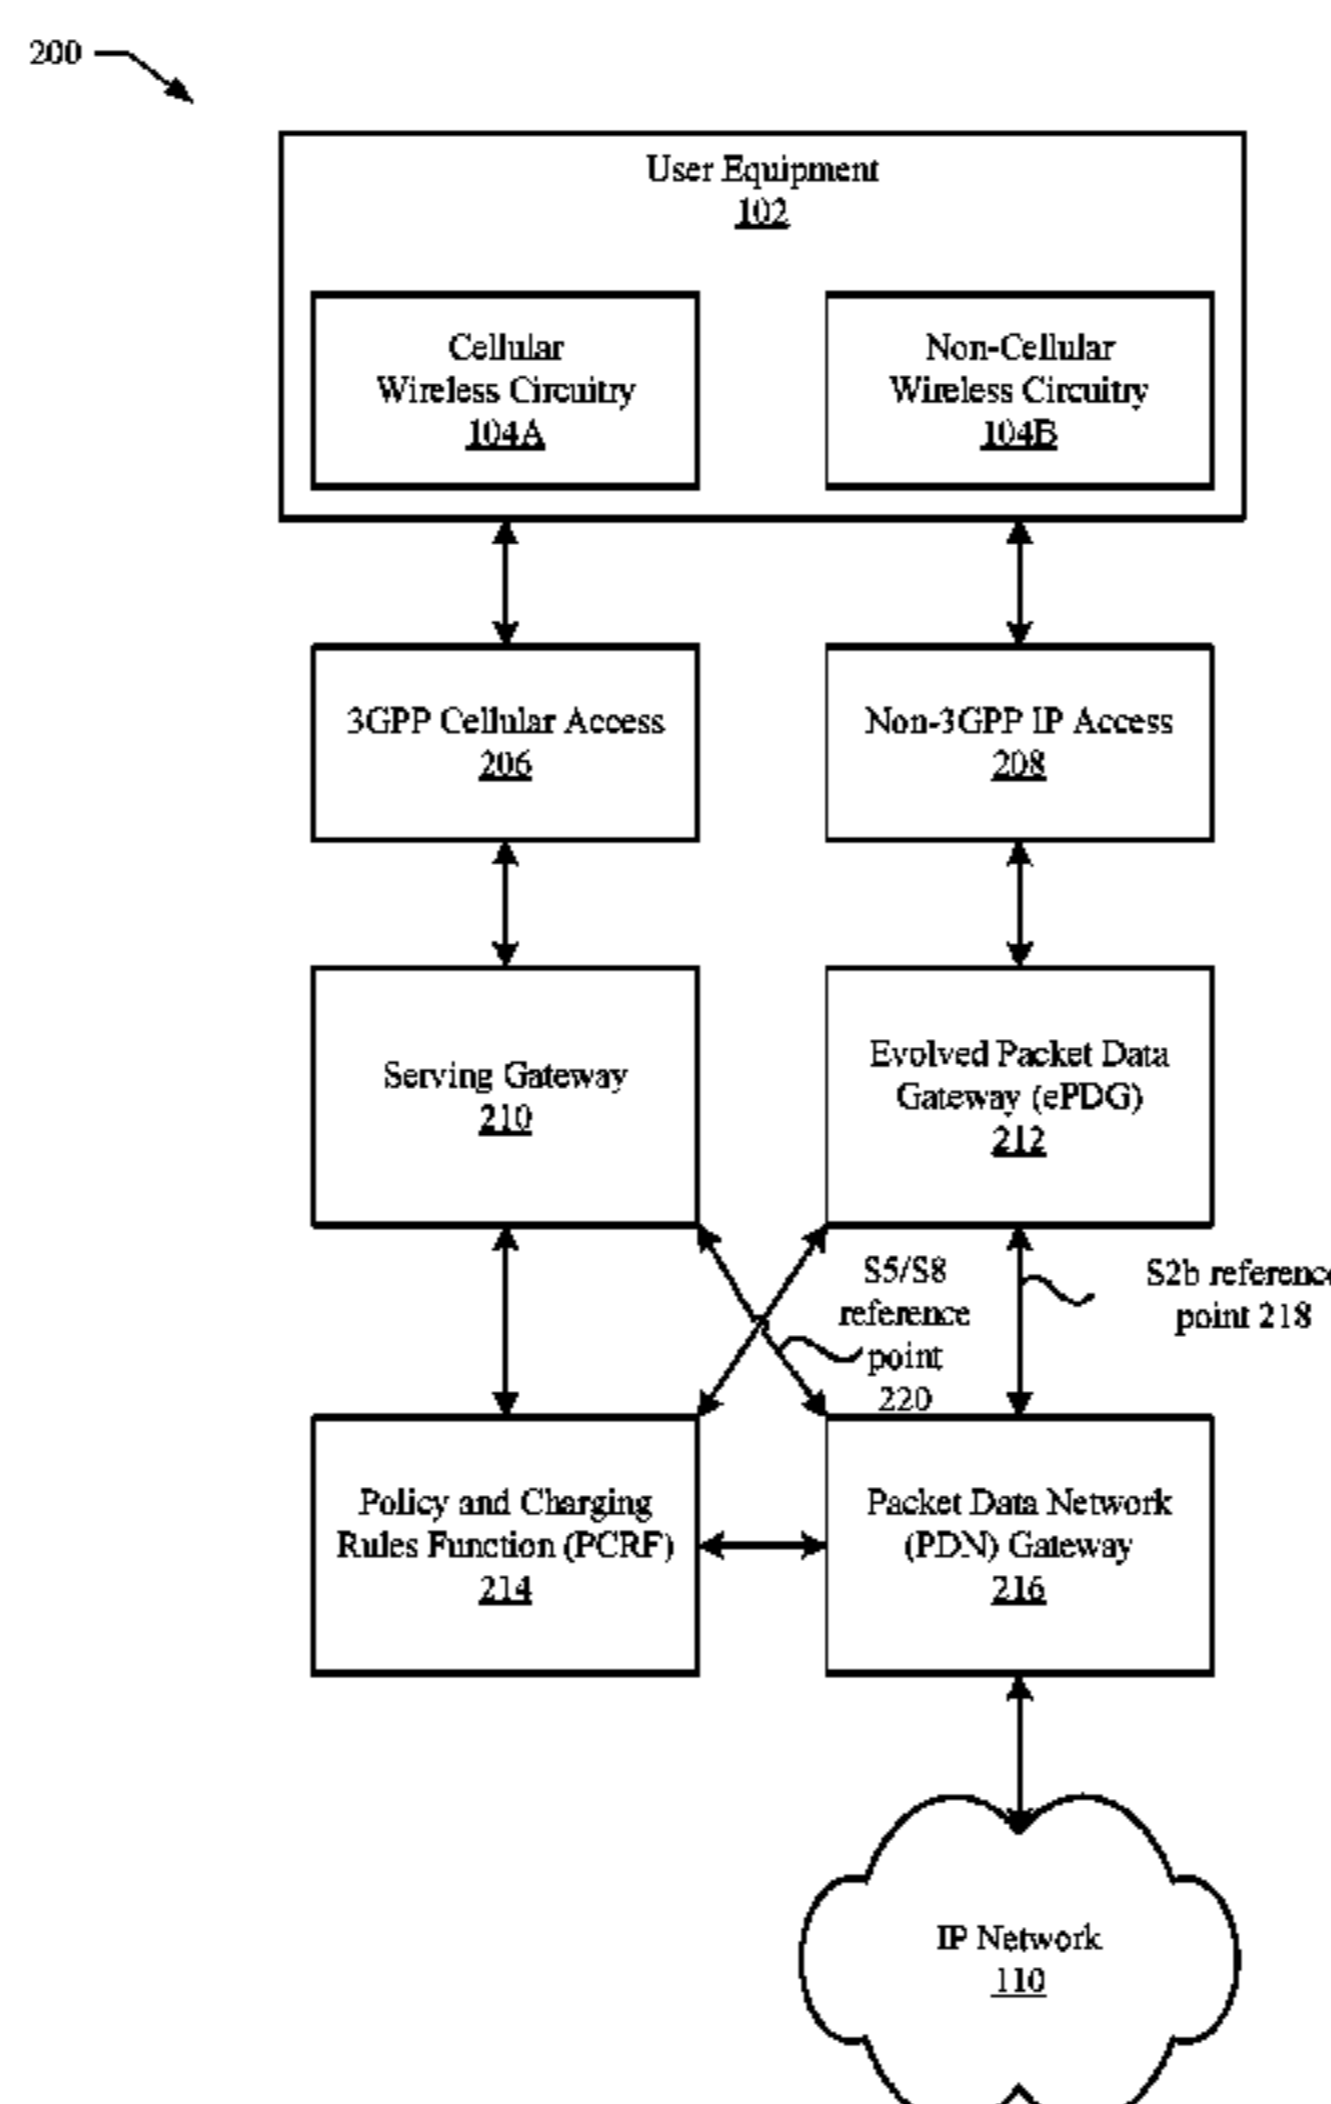 200
User Equipment
102
Cellular
Wireless Circuitry
104A
Non-Cellular
Wireless Circuitry
104B
3GPP Cellular Access
206
Non-3GPP IP Access
208
Serving Gateway
210
Evolved Packet Data
Gateway (ePDG)
212
S5/S8
reference
point
220
S2b reference
point 218
Policy and Charging
Rules Function (PCRF)
214
Packet Data Network
(PDN) Gateway
216
IP Network
110